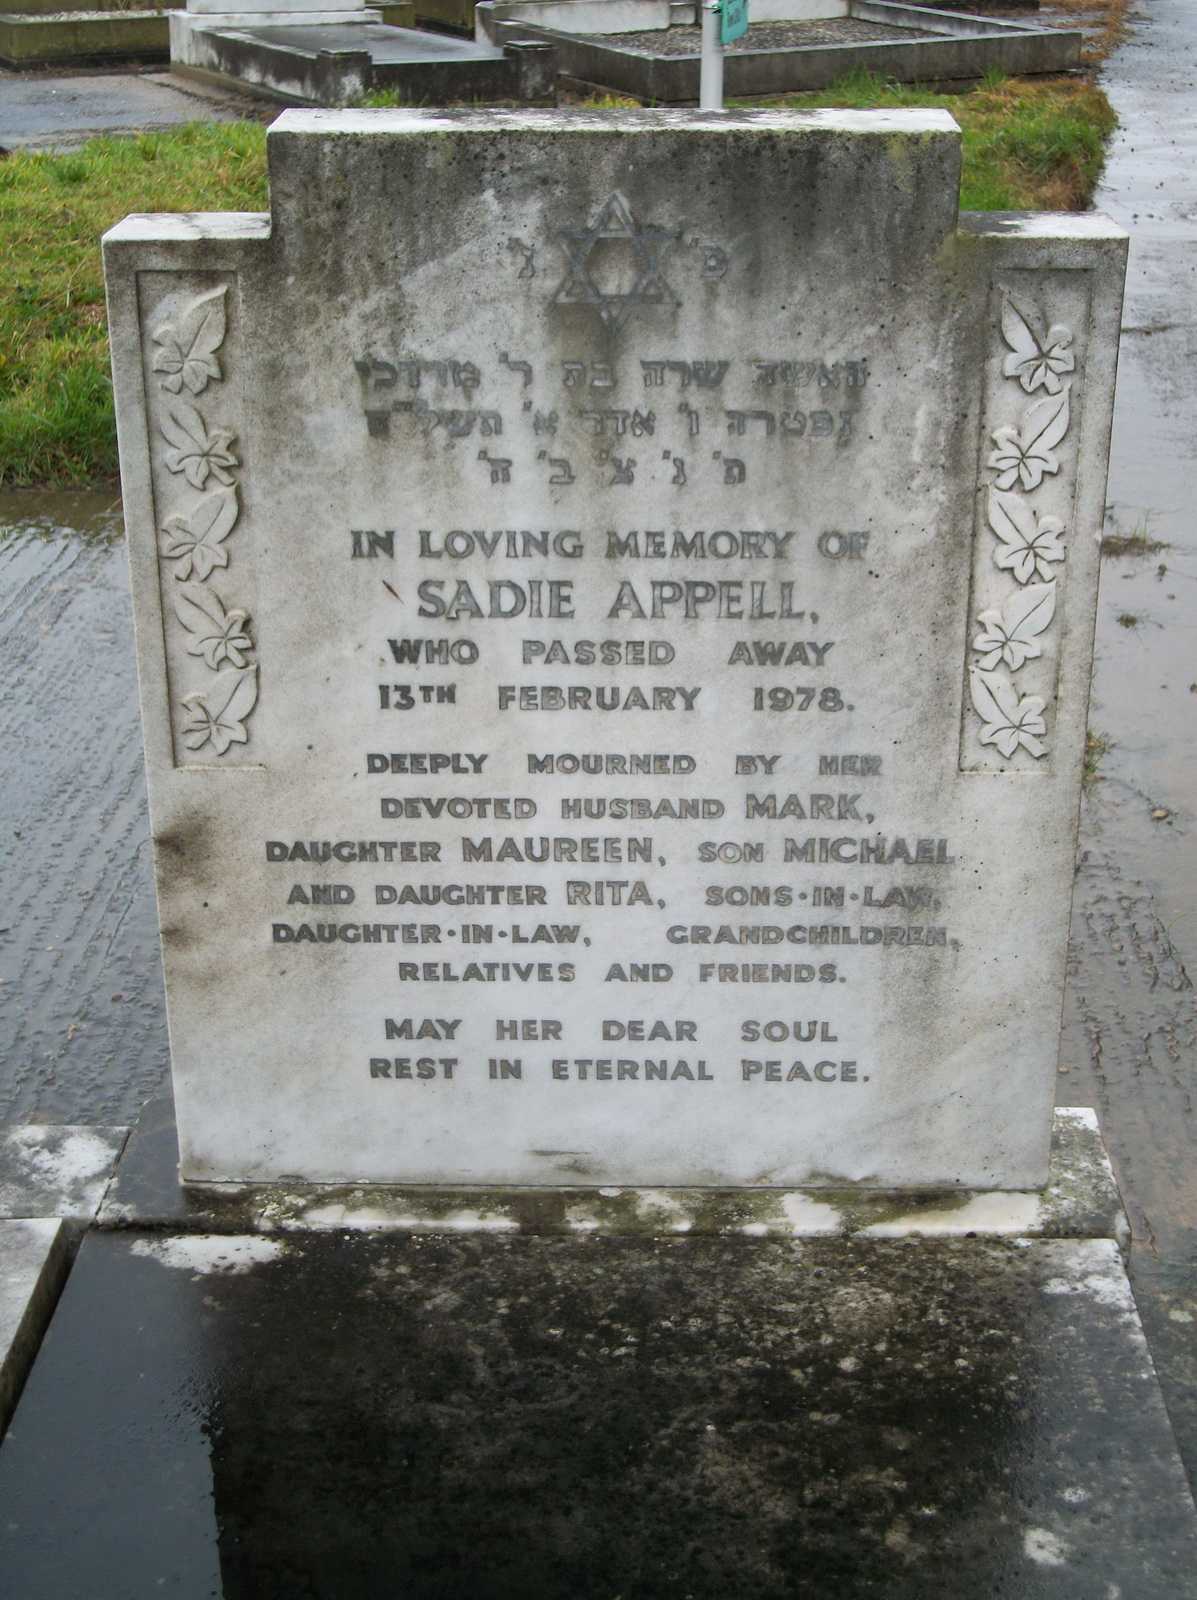 פ' נ'
האשה שרה בת ר' מרדכי
נפטרה ו' אדר א' תשל"ח
ת' נ' צ' ב' ה'
IN LOVING MEMORY OF
SADIE APPELL,
WHO PASSED AWAY
13TH FEBRUARY 1978.
DEEPLY MOURNED BY HER
DEVOTED HUSBAND MARK,
DAUGHTER MAUREEN, SON MICHAEL
AND DAUGHTER RITA, SONS·IN·LAW,
DAUGHTER·IN·LAW, GRANDCHILDREN,
RELATIVES AND FRIENDS.
MAY HER DEAR SOUL
REST IN ETERNAL PEACE.